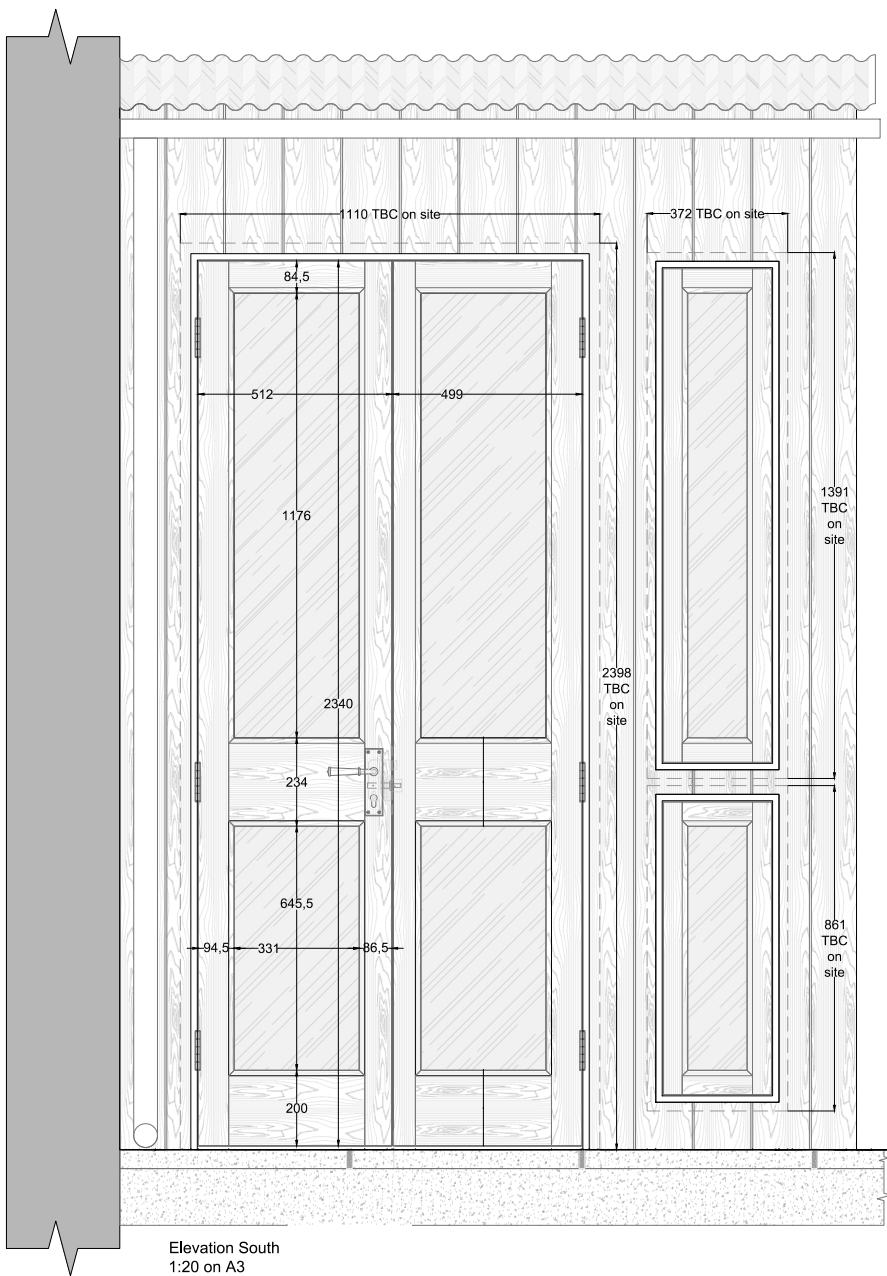 1110 TBC on site
372 TBC on site
84,5
512
499
1176
1391
TBC
on
site
2398
TBC
on
site
2340
234
645,5
861
TBC
on
site
94,5
331
86,5
200
Elevation South
1:20 on A3